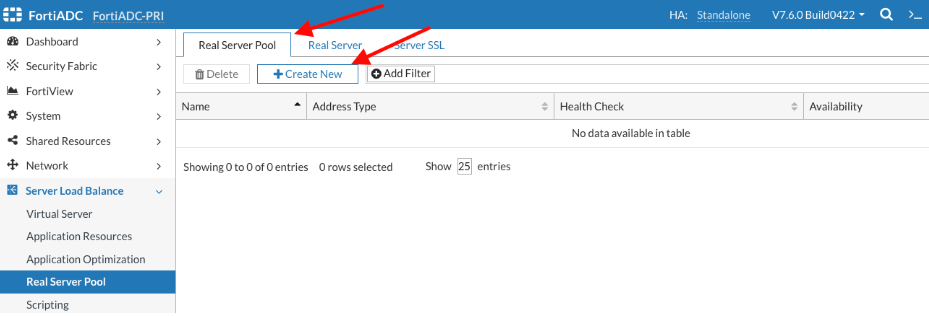 FortiADC FortiADC-PRI HA: Standalone V7.6.0 Build0422
Dashboard
Security Fabric
FortiView
System
Shared Resources
Network
Server Load Balance
Virtual Server
Application Resources
Application Optimization
Real Server Pool
Scripting
Real Server Pool Real Server Server SSL
Delete Create New Add Filter
Name Address Type Health Check Availability
No data available in table
Showing 0 to 0 of 0 entries 0 rows selected Show 25 entries